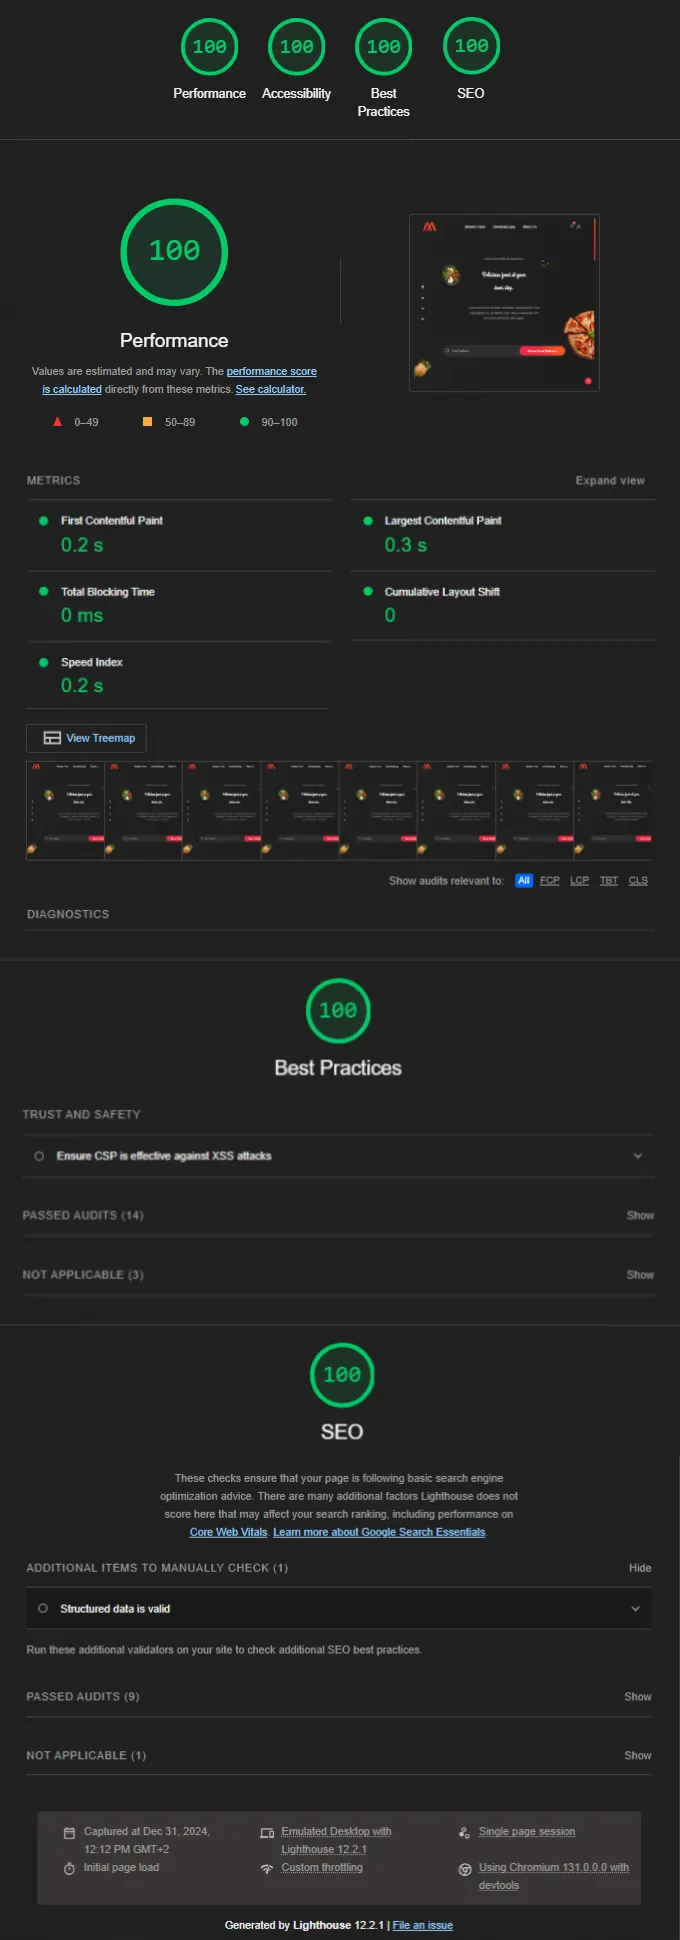 100 100 100 100
Performance Accessibility Best Practices SEO
100
Performance
Values are estimated and may vary. The performance score
is calculated directly from these metrics. See calculator.
0–49 50–89 90–100
Delicious food at your
door step.
METRICS Expand view
First Contentful Paint
0.2 s
Largest Contentful Paint
0.3 s
Total Blocking Time
0 ms
Cumulative Layout Shift
0
Speed Index
0.2 s
View Treemap
Show audits relevant to: All FCP LCP TBT CLS
DIAGNOSTICS
100
Best Practices
TRUST AND SAFETY
Ensure CSP is effective against XSS attacks
PASSED AUDITS (14) Show
NOT APPLICABLE (3) Show
100
SEO
These checks ensure that your page is following basic search engine
optimization advice. There are many additional factors Lighthouse does not
score here that may affect your search ranking, including performance on
Core Web Vitals. Learn more about Google Search Essentials.
ADDITIONAL ITEMS TO MANUALLY CHECK (1) Hide
Structured data is valid
Run these additional validators on your site to check additional SEO best practices.
PASSED AUDITS (9) Show
NOT APPLICABLE (1) Show
Captured at Dec 31, 2024,
12:12 PM GMT+2
Emulated Desktop with
Lighthouse 12.2.1
Single page session
Initial page load
Custom throttling
Using Chromium 131.0.0.0 with
devtools
Generated by Lighthouse 12.2.1 | File an issue